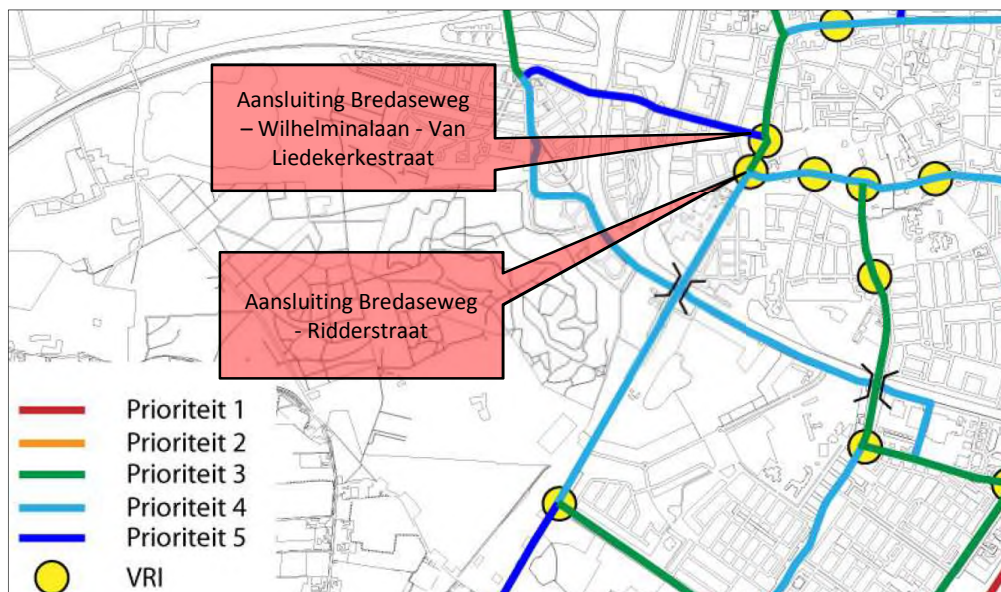 Aansluiting Bredaseweg
– Wilhelminalaan - Van
Liedekerkestraat
Aansluiting Bredaseweg
- Ridderstraat
Prioriteit 1
Prioriteit 2
Prioriteit 3
Prioriteit 4
Prioriteit 5
VRI